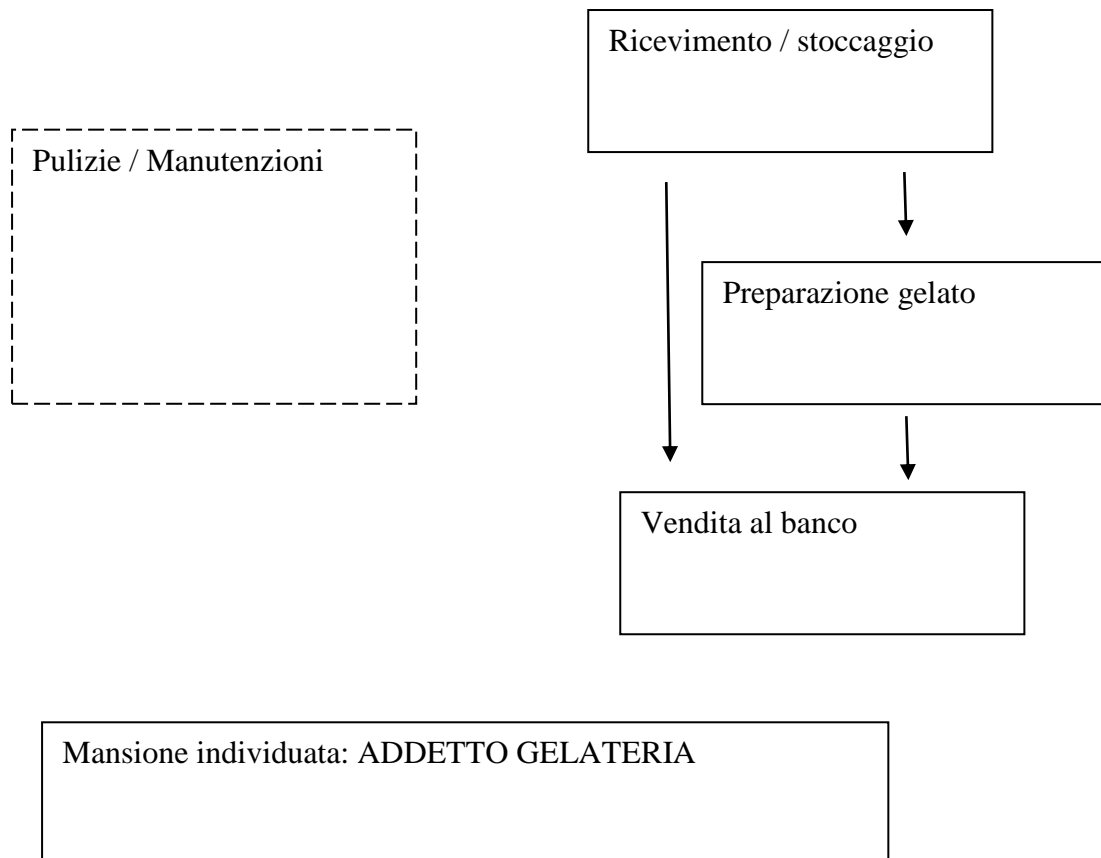 Ricevimento / stoccaggio
Pulizie / Manutenzioni
Preparazione gelato
Vendita al banco
Mansione individuata: ADDETTO GELATERIA